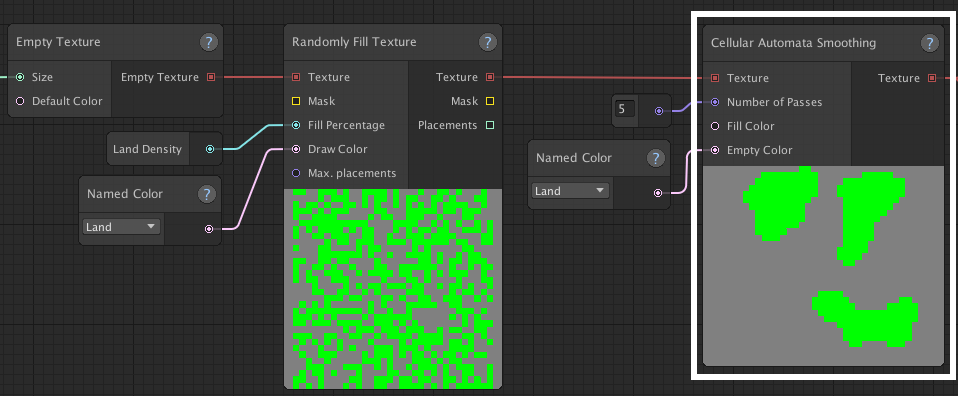 Empty Texture ?
Size Empty Texture
Default Color
Land Density
Named Color ?
Land
Randomly Fill Texture ?
Texture Texture
Mask Mask
Fill Percentage Placements
Draw Color
Max. placements
5
Named Color ?
Land
Cellular Automata Smoothing ?
Texture Texture
Number of Passes
Fill Color
Empty Color